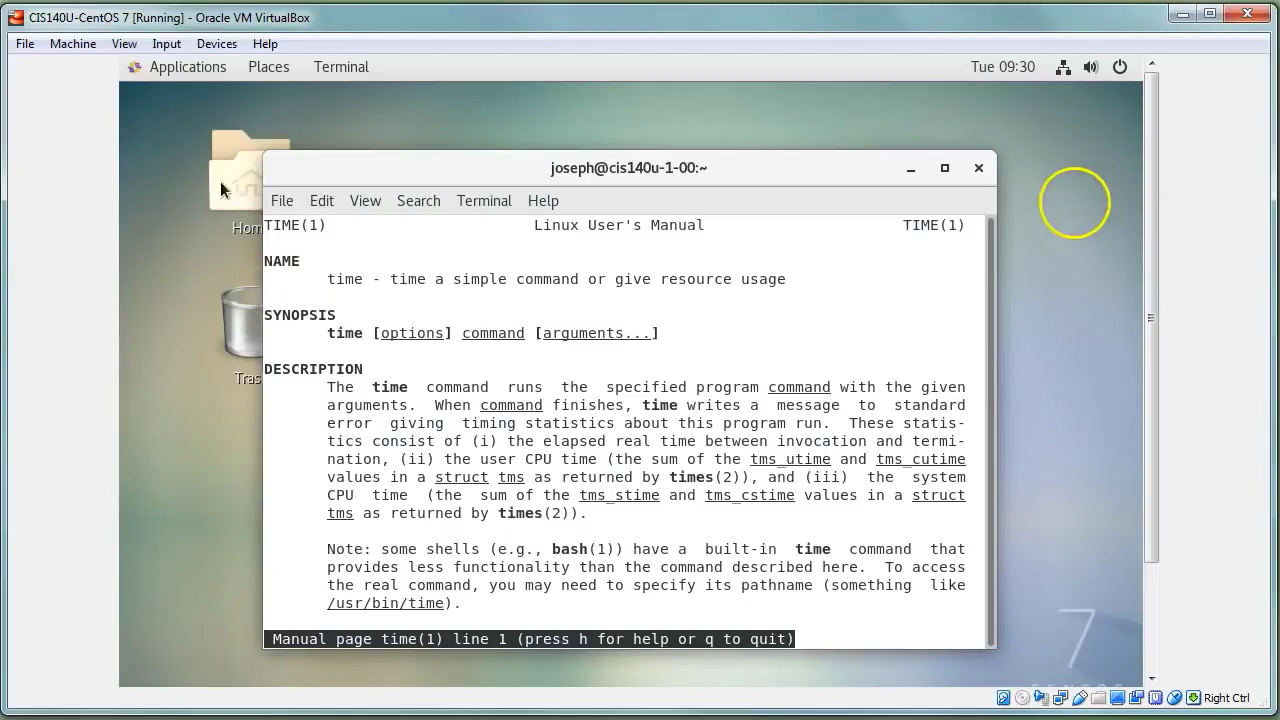 CIS140U-CentOS 7 [Running] - Oracle VM VirtualBox
File Machine View Input Devices Help
Applications Places Terminal Tue 09:30
Home
Trash
joseph@cis140u-1-00:~
File Edit View Search Terminal Help
TIME(1) Linux User's Manual TIME(1)
NAME
time - time a simple command or give resource usage
SYNOPSIS
time [options] command [arguments...]
DESCRIPTION
The time command runs the specified program command with the given
arguments. When command finishes, time writes a message to standard
error giving timing statistics about this program run. These statis-
tics consist of (i) the elapsed real time between invocation and termi-
nation, (ii) the user CPU time (the sum of the tms_utime and tms_cutime
values in a struct tms as returned by times(2)), and (iii) the system
CPU time (the sum of the tms_stime and tms_cstime values in a struct
tms as returned by times(2)).
Note: some shells (e.g., bash(1)) have a built-in time command that
provides less functionality than the command described here. To access
the real command, you may need to specify its pathname (something like
/usr/bin/time).
Manual page time(1) line 1 (press h for help or q to quit)
7
CENTOS
Right Ctrl